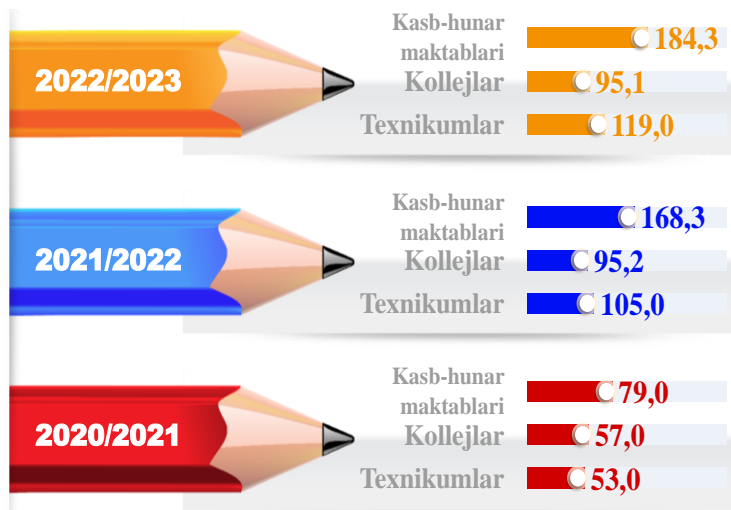 2022/2023
Kasb-hunar
maktablari
184,3
Kollejlar
95,1
Texnikumlar
119,0
2021/2022
Kasb-hunar
maktablari
168,3
Kollejlar
95,2
Texnikumlar
105,0
2020/2021
Kasb-hunar
maktablari
79,0
Kollejlar
57,0
Texnikumlar
53,0